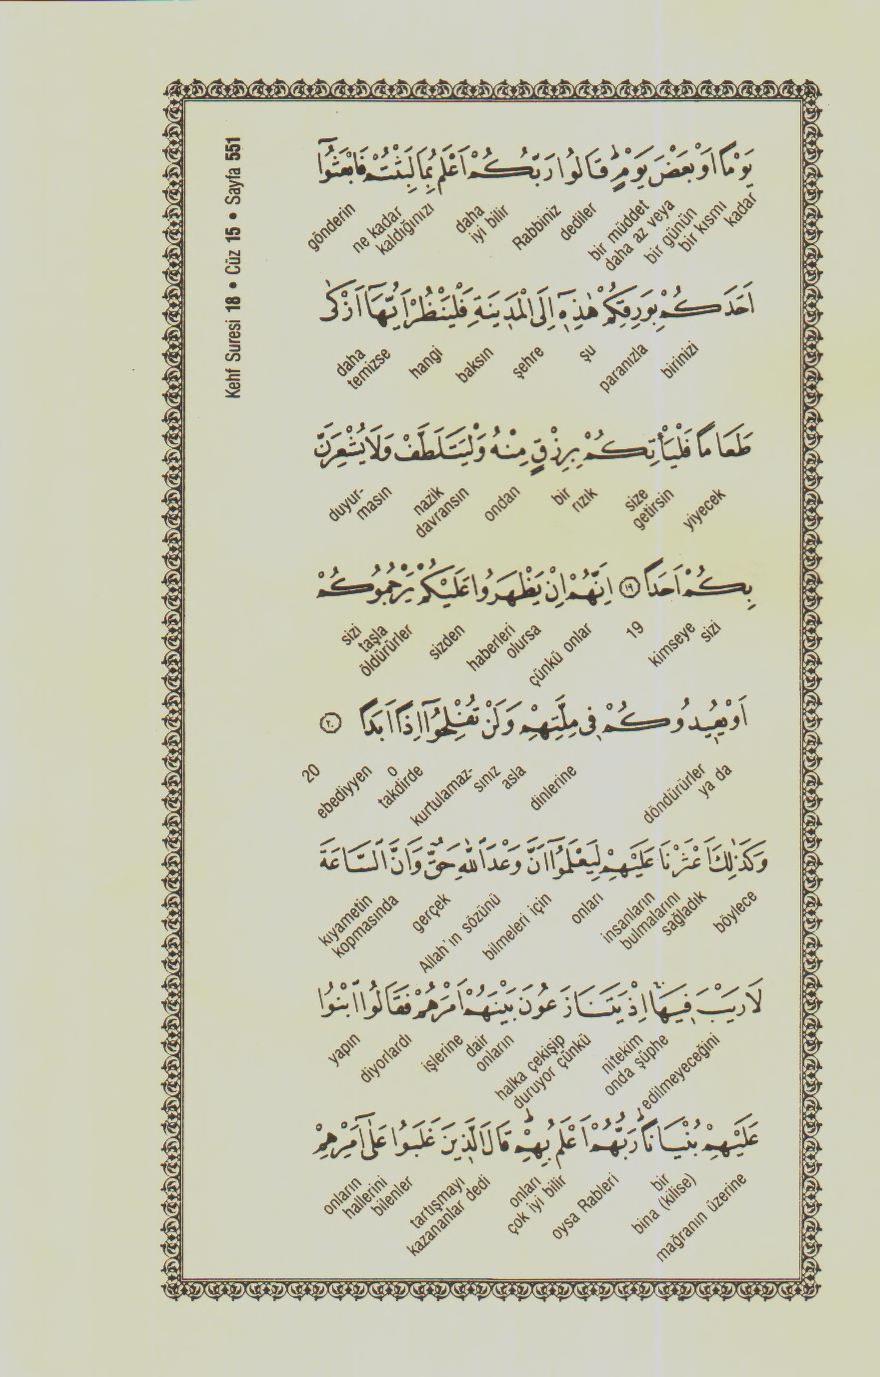 Kehf Suresi 18 • Cüz 15 • Sayfa 551
يَوْمًا اَوْ بَعْضَ يَوْمٍۜ قَالُوا رَبُّكُمْ اَعْلَمُ بِمَا لَبِثْتُمْ فَابْعَثُٓوا
kadar
bir kısmı
bir günün
daha az veya
bir müddet
dediler
Rabbiniz
daha
iyi bilir
ne kadar
kaldığınızı
gönderin
اَحَدَكُمْ بِوَرِقِكُمْ هٰذِه۪ٓ اِلَى الْمَد۪ينَةِ فَلْيَنْظُرْ اَيُّهَٓا اَزْكٰى
birinizi
paranızla
şu
şehre
baksın
hangi
daha
temizse
طَعَامًا فَلْيَأْتِكُمْ بِرِزْقٍ مِنْهُ وَلْيَتَلَطَّفْ وَلَا يُشْعِرَنَّ
yiyecek
size
getirsin
bir
rızık
ondan
nazik
davransın
duyur-
masın
بِكُمْ اَحَدًا ﴿١٩﴾ اِنَّهُمْ اِنْ يَظْهَرُوا عَلَيْكُمْ يَرْجُمُوكُمْ
sizi
kimseye
19
çünkü onlar
haberleri
olursa
sizden
sizi
taşla
öldürürler
اَوْ يُع۪يدُوكُمْ ف۪ي مِلَّتِهِمْ وَلَنْ تُفْلِحُٓوا اِذًا اَبَدًا ﴿٢٠﴾
ya da
döndürürler
dinlerine
asla
kurtulamaz-
sınız
o
takdirde
ebediyyen
20
وَكَذٰلِكَ اَعْثَرْنَا عَلَيْهِمْ لِيَعْلَمُٓوا اَنَّ وَعْدَ اللّٰهِ حَقٌّ وَاَنَّ السَّاعَةَ
böylece
insanların
bulmalarını
sağladık
onları
bilmeleri için
Allah'ın sözünü
gerçek
kıyametin
kopmasında
لَا رَيْبَ ف۪يهَاۚ اِذْ يَتَنَازَعُونَ بَيْنَهُمْ اَمْرَهُمْ فَقَالُوا ابْنُوا
edilmeyeceğini
nitekim
onda şüphe
halka çekişip
duruyor çünkü
dair
onların
işlerine
diyorlardı
yapın
عَلَيْهِمْ بُنْيَانًاۜ رَبُّهُمْ اَعْلَمُ بِهِمْۜ قَالَ الَّذ۪ينَ غَلَبُوا عَلٰٓى اَمْرِهِمْ
mağranın üzerine
bir
bina (kilise)
oysa Rableri
onları
çok iyi bilir
tartışmayı
kazananlar dedi
onların
hallerini
bilenler